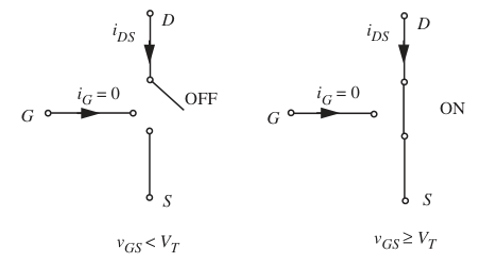 D
i_DS
OFF
i_G = 0
G
S
v_GS < V_T
D
i_DS
i_G = 0
G
ON
S
v_GS ≥ V_T